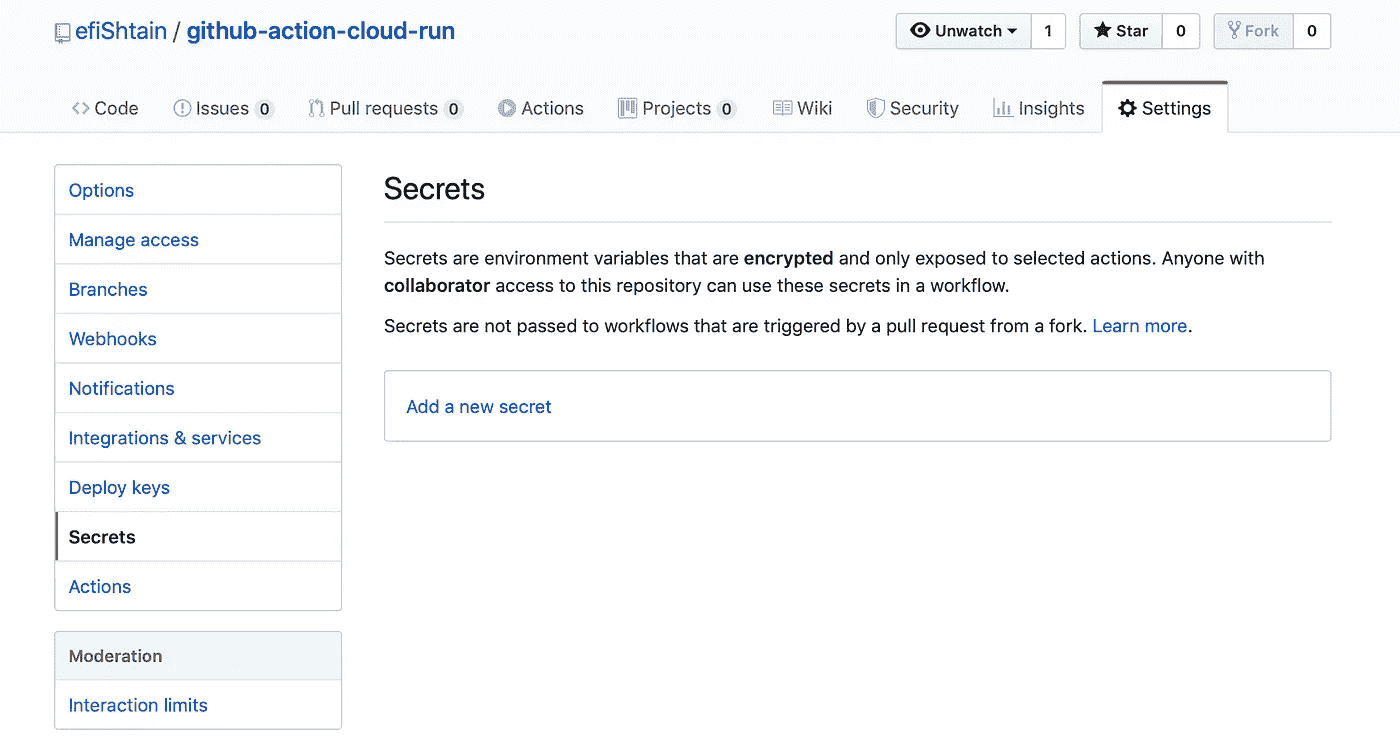 efiShtain / github-action-cloud-run
Unwatch 1 Star 0 Fork 0
Code Issues 0 Pull requests 0 Actions Projects 0 Wiki Security Insights Settings
Options
Manage access
Branches
Webhooks
Notifications
Integrations & services
Deploy keys
Secrets
Actions
Moderation
Interaction limits
Secrets
Secrets are environment variables that are encrypted and only exposed to selected actions. Anyone with
collaborator access to this repository can use these secrets in a workflow.
Secrets are not passed to workflows that are triggered by a pull request from a fork. Learn more.
Add a new secret